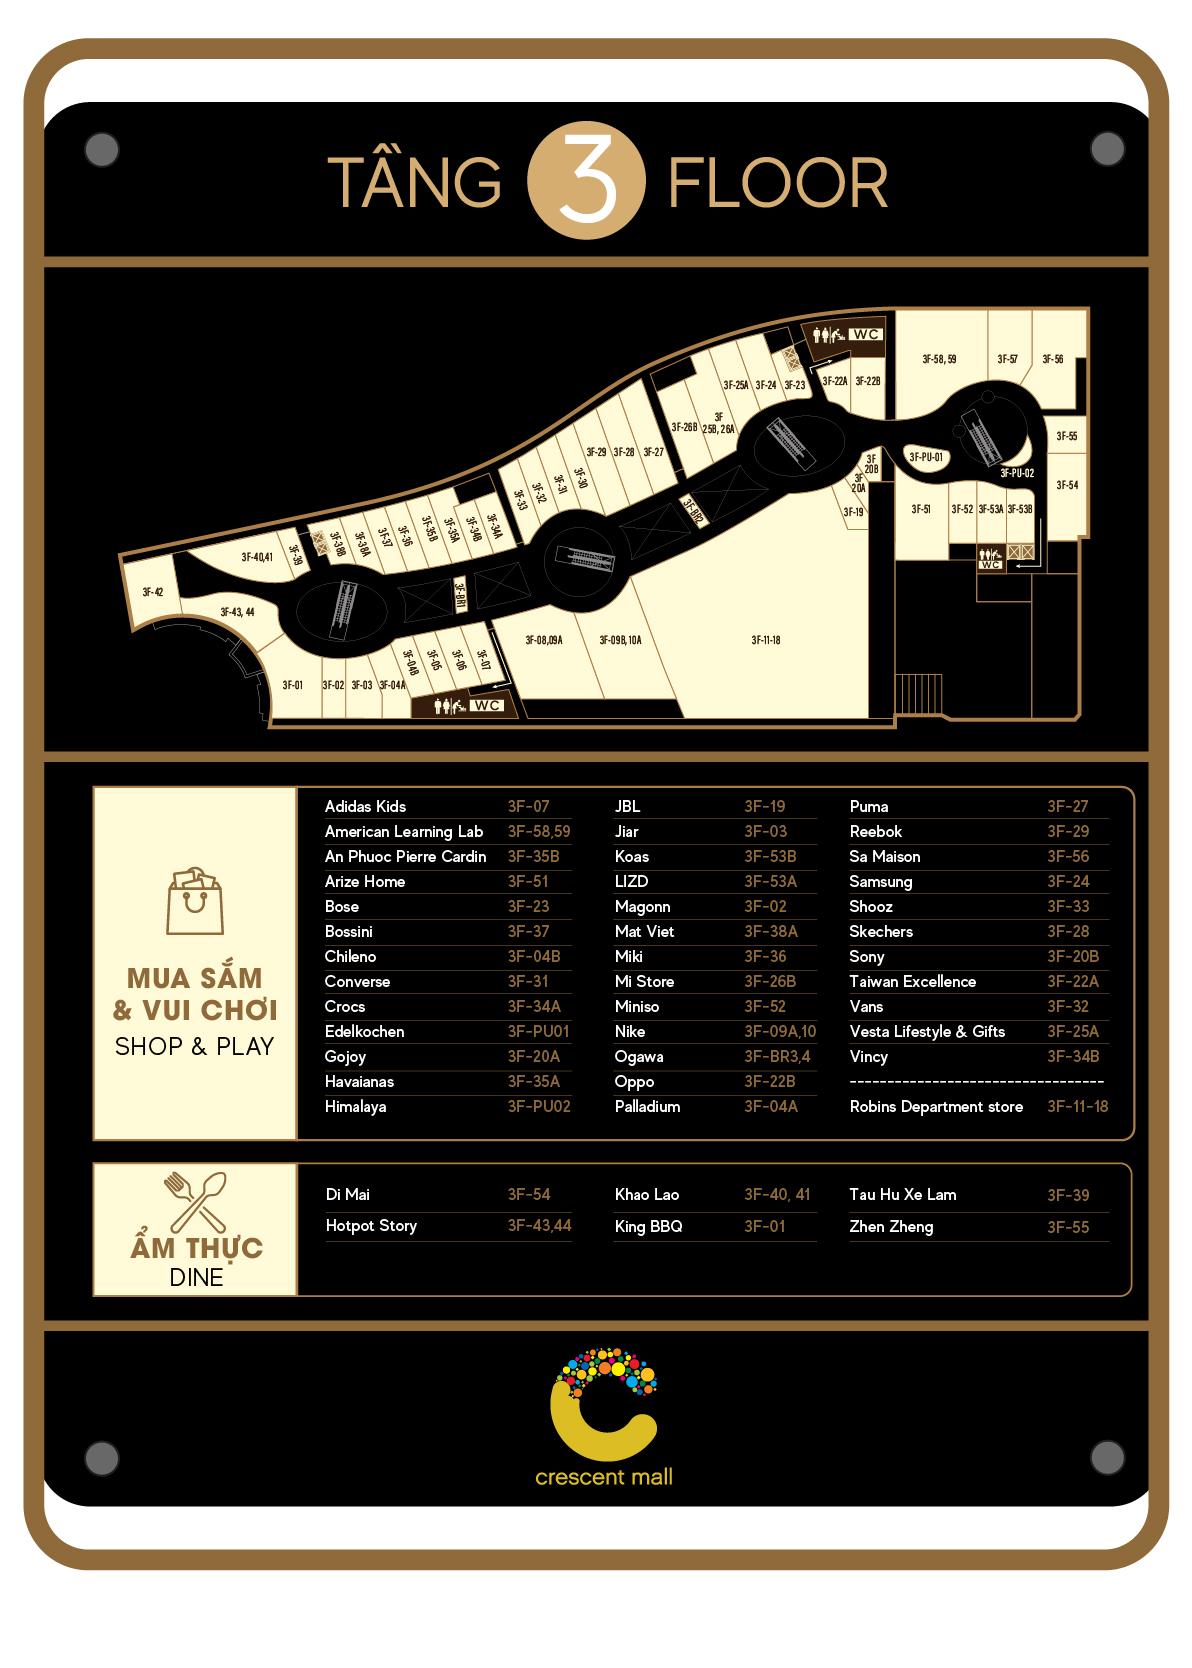 TẦNG 3 FLOOR
WC
3F-58, 59
3F-57
3F-56
3F-22A
3F-22B
3F-25A
3F-24
3F-23
3F-26B
3F
25B, 26A
3F-55
3F-29
3F-28
3F-27
3F-PU-01
3F
20B
3F-PU-02
3F
20A
3F-54
3F-30
3F-31
3F-32
3F-33
3F-19
3F-51
3F-52
3F-53A
3F-53B
3F-BR2
3F-34A
3F-34B
3F-35A
3F-35B
3F-36
3F-37
3F-38A
3F-38B
3F-39
3F-40,41
WC
3F-42
3F-43, 44
3F-BR1
3F-08,09A
3F-09B, 10A
3F-11-18
3F-04B
3F-05
3F-06
3F-07
3F-01
3F-02
3F-03
3F-04A
WC
MUA SẮM
& VUI CHƠI
SHOP & PLAY
Adidas Kids 3F-07
American Learning Lab 3F-58,59
An Phuoc Pierre Cardin 3F-35B
Arize Home 3F-51
Bose 3F-23
Bossini 3F-37
Chileno 3F-04B
Converse 3F-31
Crocs 3F-34A
Edelkochen 3F-PU01
Gojoy 3F-20A
Havaianas 3F-35A
Himalaya 3F-PU02
JBL 3F-19
Jiar 3F-03
Koas 3F-53B
LIZD 3F-53A
Magonn 3F-02
Mat Viet 3F-38A
Miki 3F-36
Mi Store 3F-26B
Miniso 3F-52
Nike 3F-09A,10
Ogawa 3F-BR3,4
Oppo 3F-22B
Palladium 3F-04A
Puma 3F-27
Reebok 3F-29
Sa Maison 3F-56
Samsung 3F-24
Shooz 3F-33
Skechers 3F-28
Sony 3F-20B
Taiwan Excellence 3F-22A
Vans 3F-32
Vesta Lifestyle & Gifts 3F-25A
Vincy 3F-34B
----------------------------------
Robins Department store 3F-11-18
ẨM THỰC
DINE
Di Mai 3F-54
Hotpot Story 3F-43,44
Khao Lao 3F-40, 41
King BBQ 3F-01
Tau Hu Xe Lam 3F-39
Zhen Zheng 3F-55
crescent mall